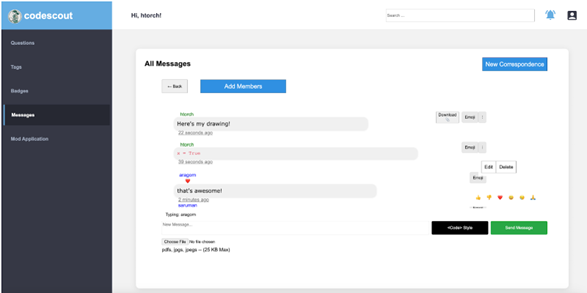 codescout
Hi, htorch!
Search ...
Questions
Tags
Badges
Messages
Mod Application
All Messages
New Correspondence
← Back
Add Members
htorch
Here's my drawing!
Download
Emoji
23 seconds ago
htorch
x = True
Emoji
39 seconds ago
Edit
Delete
aragorn
Emoji
that's awesome!
2 minutes ago
saruman
Typing: aragorn
New Message...
<Code> Style
Send Message
Choose File No file chosen
pdfs, jpgs, jpegs -- (25 KB Max)